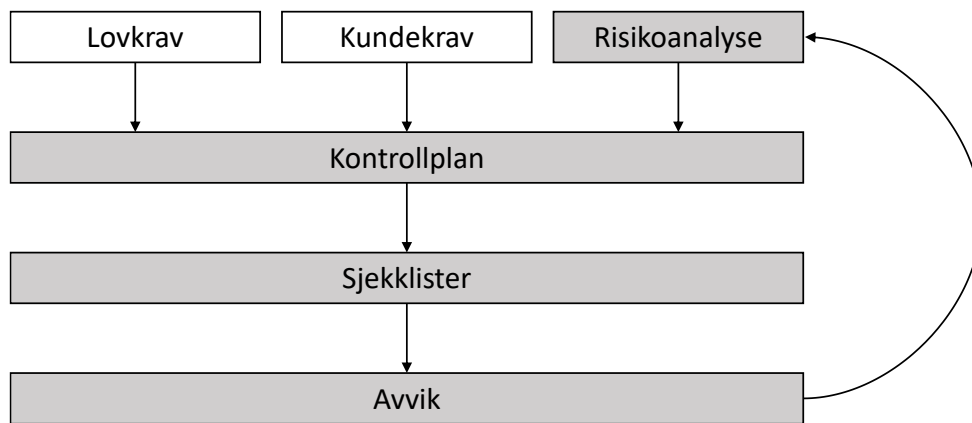 Lovkrav
Kundekrav
Risikoanalyse
Kontrollplan
Sjekklister
Avvik